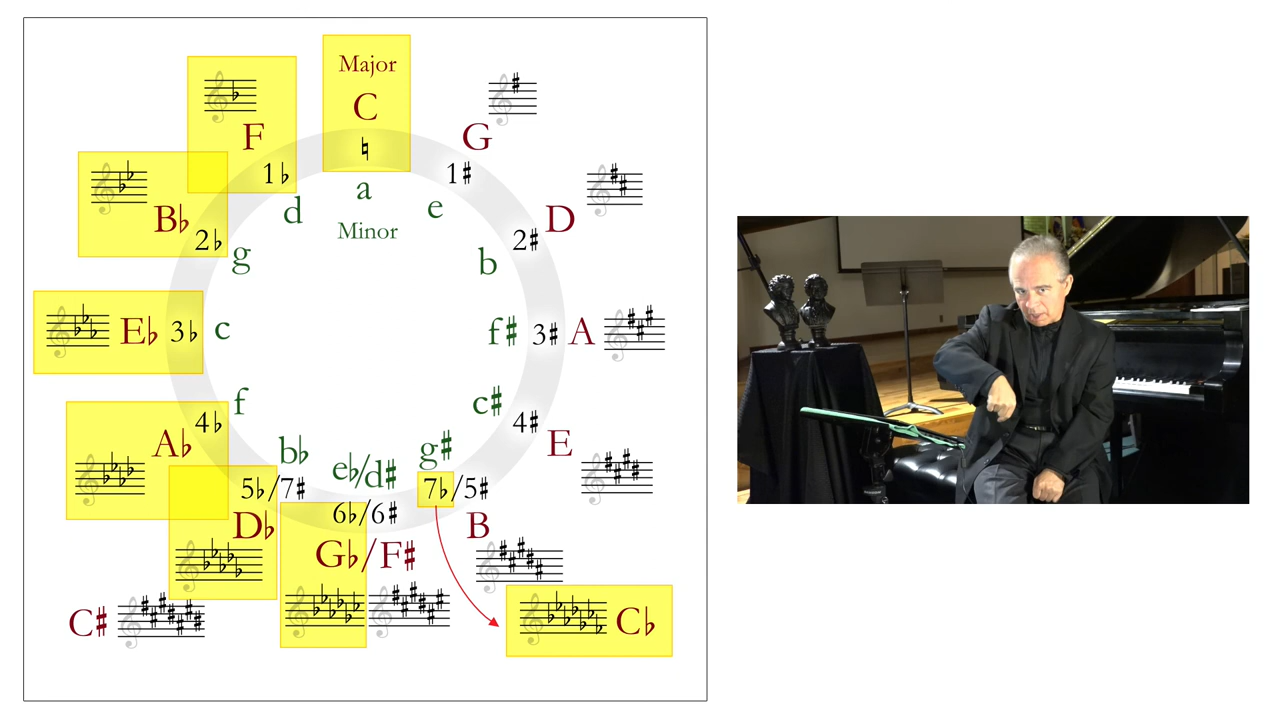 Major
C
♮
a
Minor
F
1♭
d
G
1♯
e
B♭
2♭
g
D
2♯
b
E♭ 3♭ c
f♯ 3♯ A
A♭
4♭
f
c♯
4♯
E
b♭
5♭/7♯
D♭
e♭/d♯
6♭/6♯
G♭/F♯
g♯
7♭/5♯
B
C♯
C♭